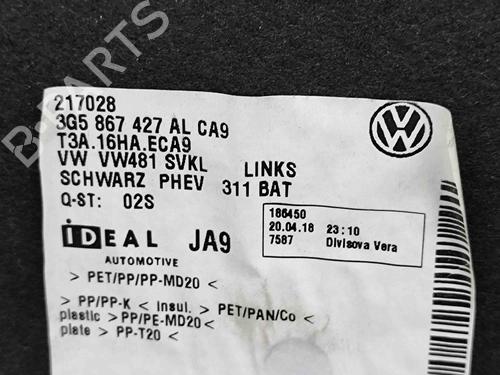 217028
3G5 867 427 AL CA9
T3A.16HA.ECA9
VW VW481 SVKL LINKS
SCHWARZ PHEV 311 BAT
Q-ST: 02S
186450
20.04.18 23:10
7587 Divisova Vera
IDEAL JA9
AUTOMOTIVE
> PET/PP/PP-MD20 <
> PP/PP-K < insul. > PET/PAN/Co <
plastic > PP/PE-MD20 <
plate > PP-T20 <
B-PARTS